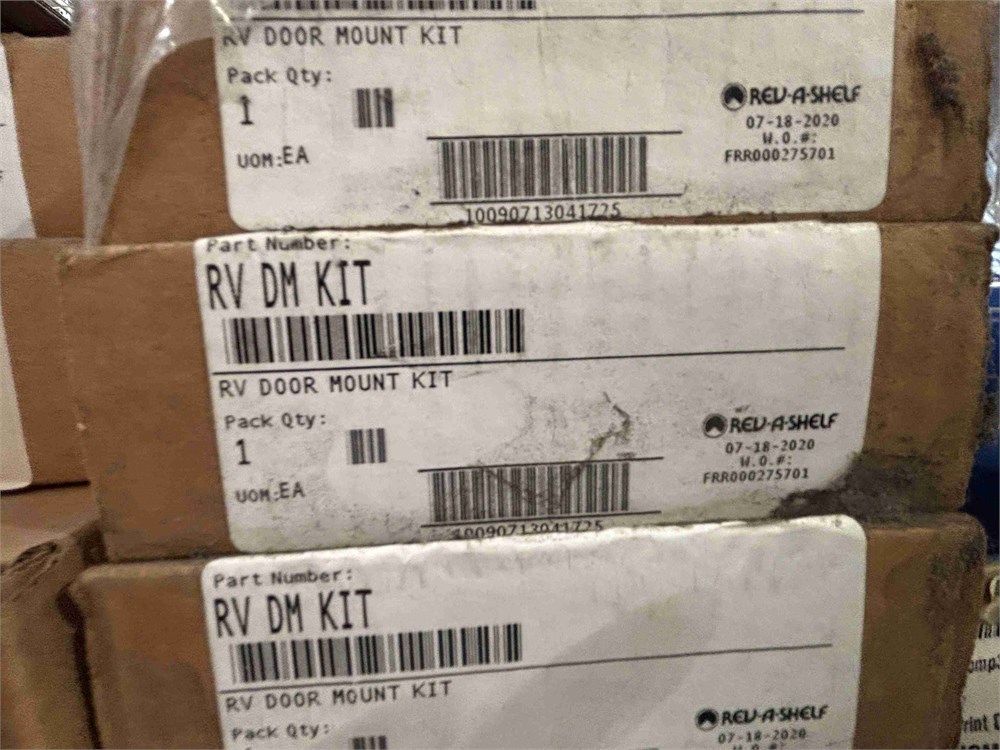 RV DOOR MOUNT KIT
Pack Qty:
1
UOM:EA
REV-A-SHELF
07-18-2020
W.O.#:
FRR000275701
10090713041725
Part Number:
RV DM KIT
RV DOOR MOUNT KIT
Pack Qty:
1
UOM:EA
REV-A-SHELF
07-18-2020
W.O.#:
FRR000275701
10090713041725
Part Number:
RV DM KIT
RV DOOR MOUNT KIT
Pack Qty:
REV-A-SHELF
07-18-2020
W.O.#: